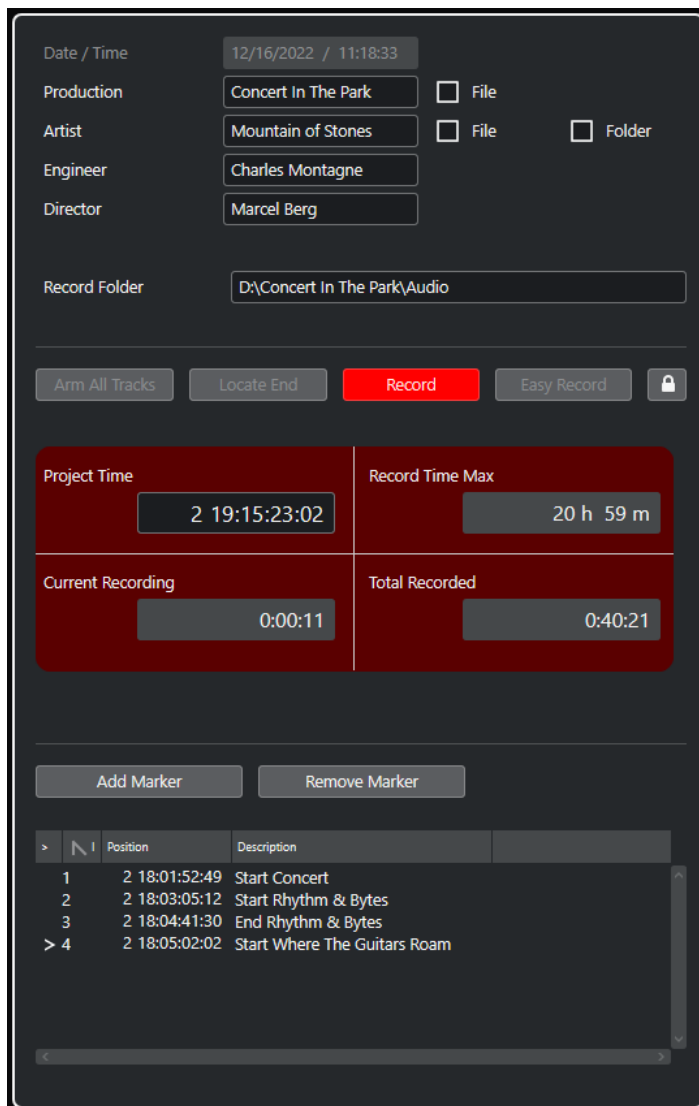 Date / Time 12/16/2022 / 11:18:33
Production Concert In The Park File
Artist Mountain of Stones File Folder
Engineer Charles Montagne
Director Marcel Berg
Record Folder D:\Concert In The Park\Audio
Arm All Tracks Locate End Record Easy Record
Project Time Record Time Max
2 19:15:23:02 20 h 59 m
Current Recording Total Recorded
0:00:11 0:40:21
Add Marker Remove Marker
> I Position Description
1 2 18:01:52:49 Start Concert
2 2 18:03:05:12 Start Rhythm & Bytes
3 2 18:04:41:30 End Rhythm & Bytes
> 4 2 18:05:02:02 Start Where The Guitars Roam